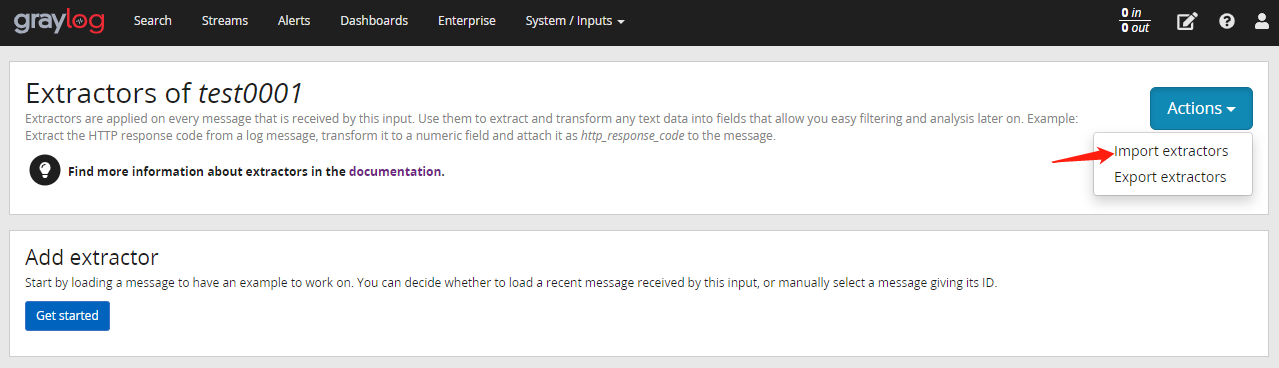 graylog Search Streams Alerts Dashboards Enterprise System / Inputs 0 in
0 out
Extractors of test0001
Actions
Extractors are applied on every message that is received by this input. Use them to extract and transform any text data into fields that allow you easy filtering and analysis later on. Example:
Extract the HTTP response code from a log message, transform it to a numeric field and attach it as http_response_code to the message.
Import extractors
Export extractors
Find more information about extractors in the documentation.
Add extractor
Start by loading a message to have an example to work on. You can decide whether to load a recent message received by this input, or manually select a message giving its ID.
Get started